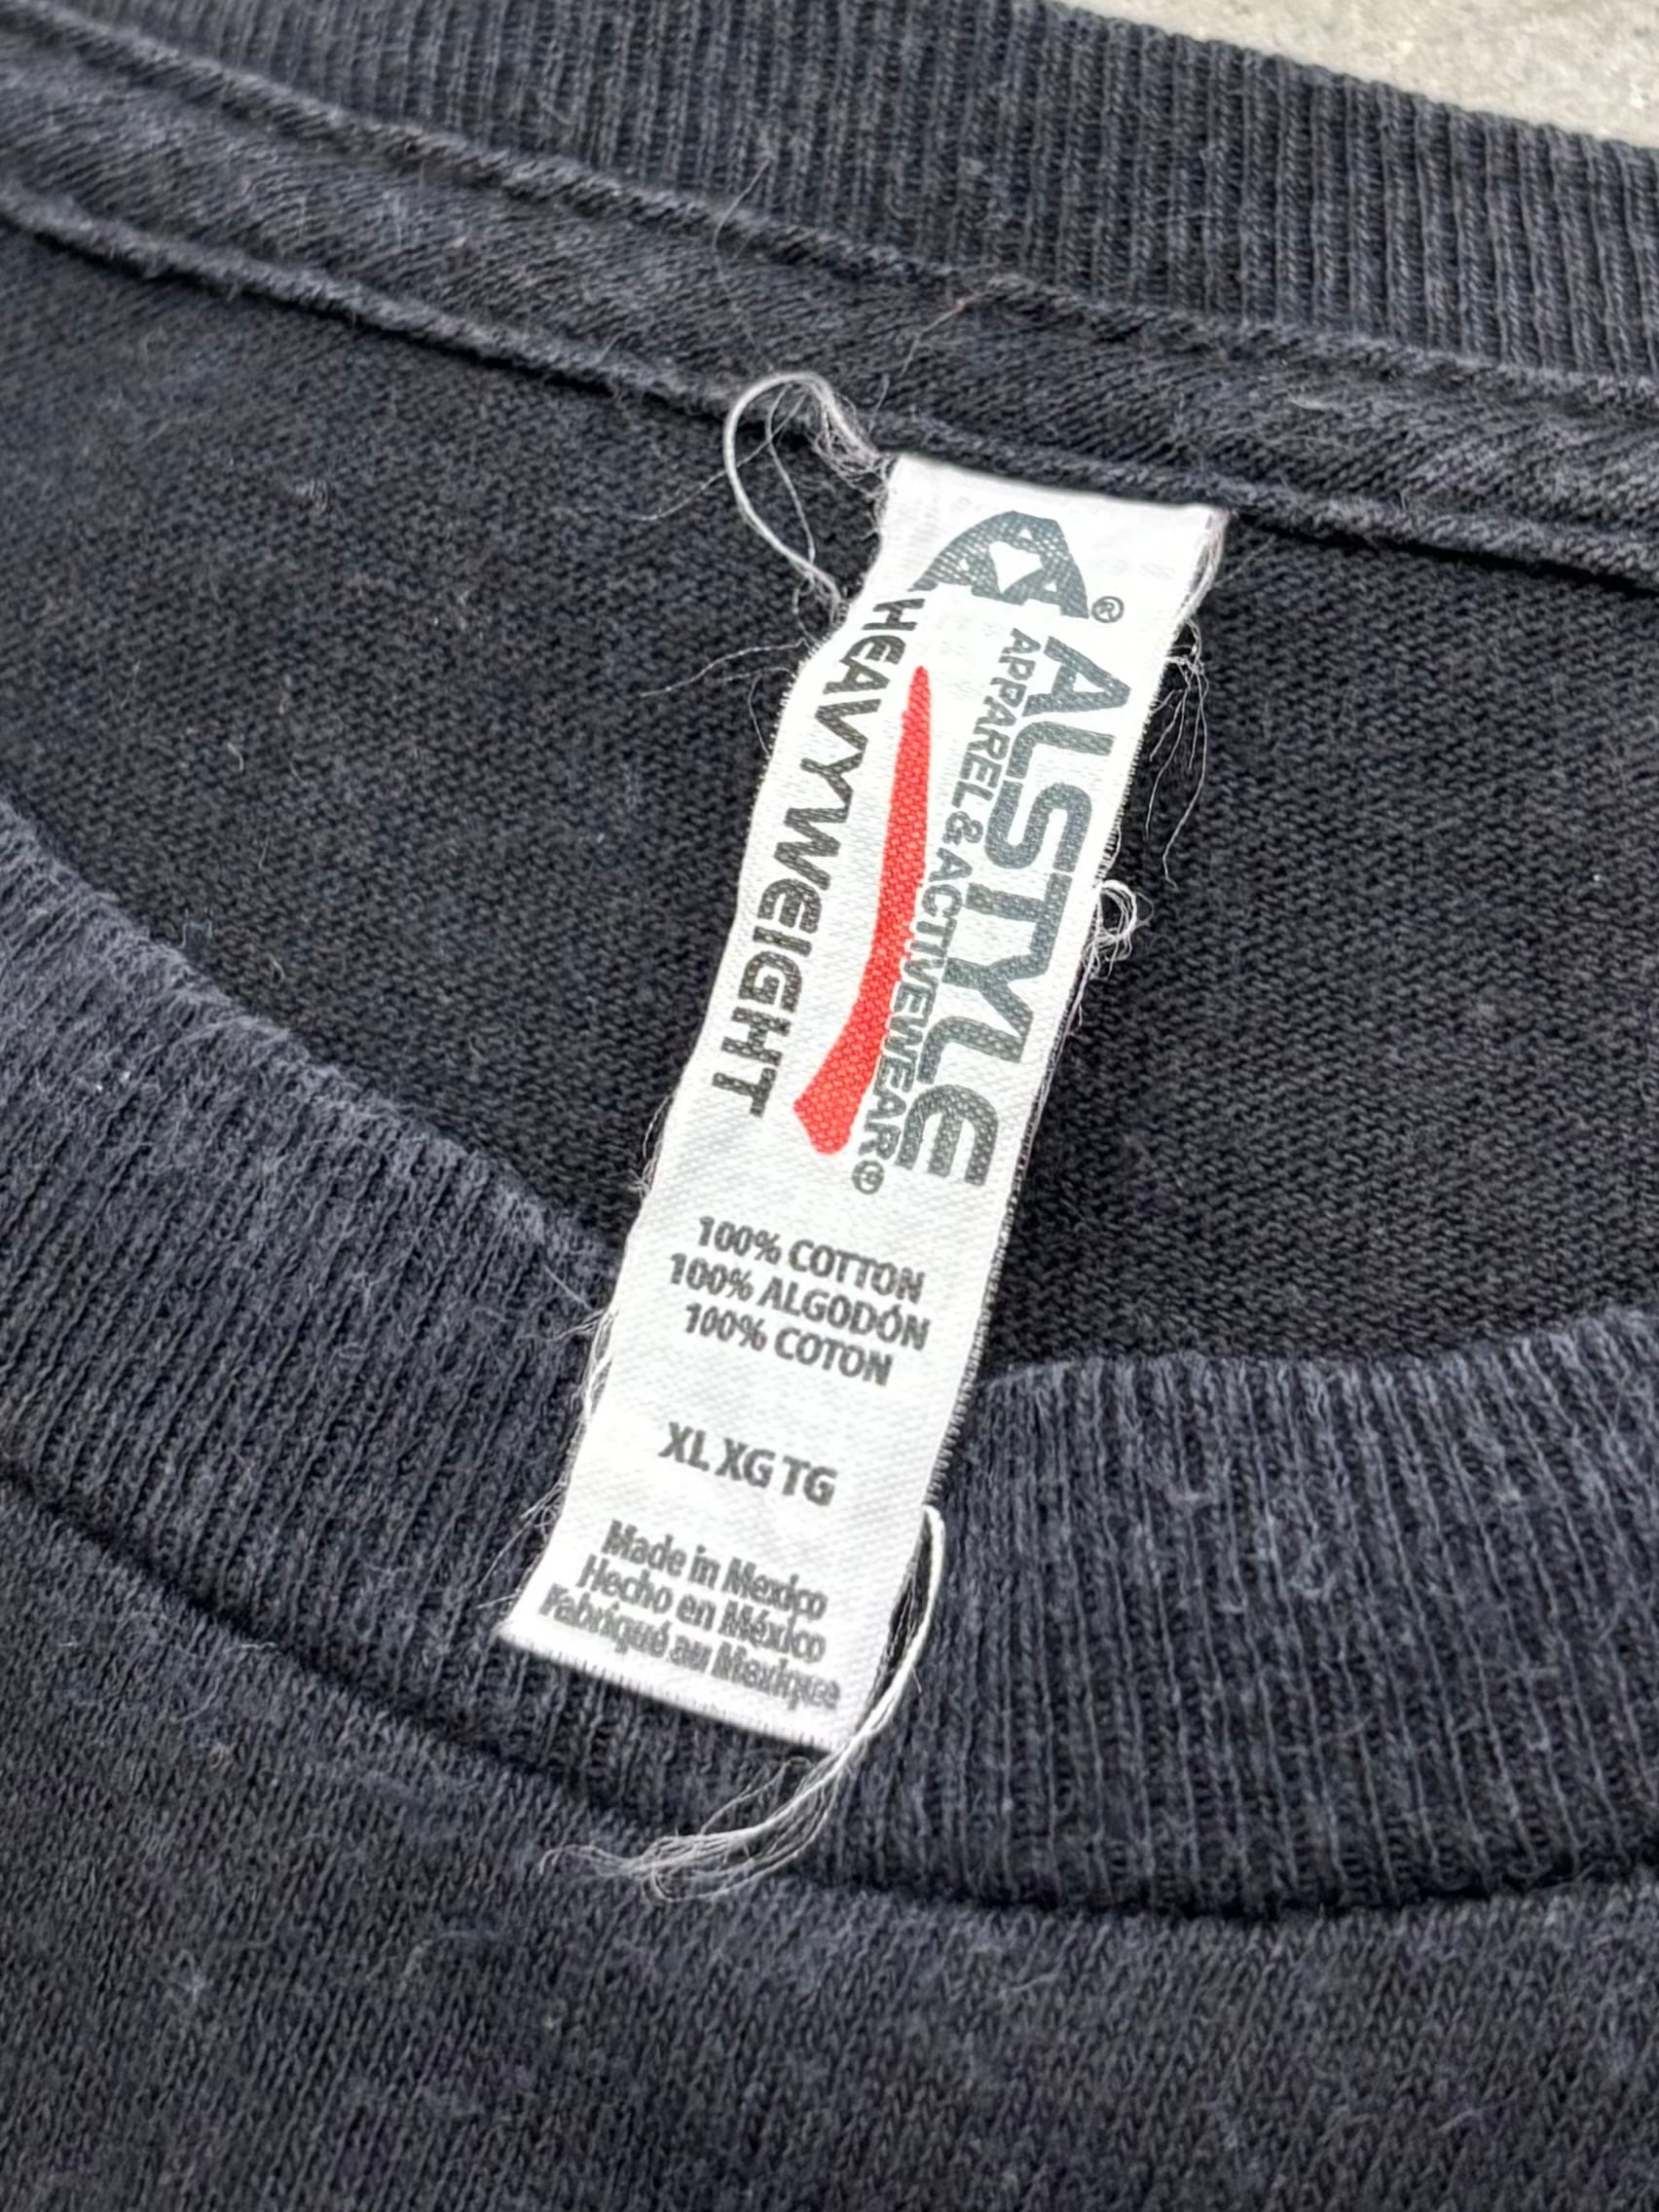 AA®
ALSTYLE
APPAREL & ACTIVEWEAR®
HEAVYWEIGHT
100% COTTON
100% ALGODÓN
100% COTON
XL XG TG
Made in Mexico
Hecho en México
Fabriqué au Mexique